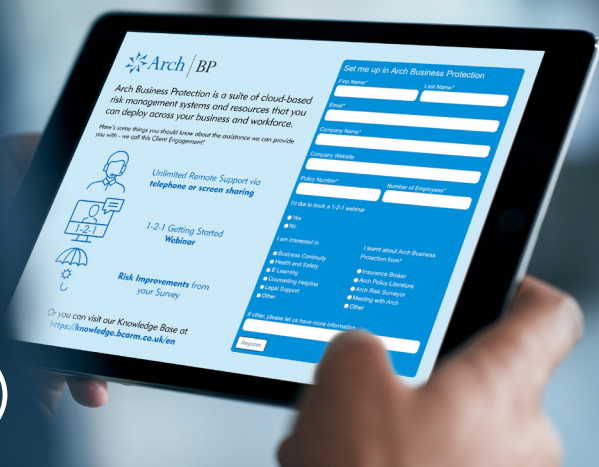 Arch | BP
Arch Business Protection is a suite of cloud-based
risk management systems and resources that you
can deploy across your business and workforce.
Here's some things you should know about the assistance we can provide
you with - we call this Client Engagement!
Unlimited Remote Support via
telephone or screen sharing
1-2-1
1-2-1 Getting Started
Webinar
Risk Improvements from
your Survey
Or you can visit our Knowledge Base at
https://knowledge.bcarm.co.uk/en
Set me up in Arch Business Protection
First Name*
Last Name*
Email*
Company Name*
Company Website
Policy Number*
Number of Employees*
I'd like to book a 1-2-1 webinar
Yes
No
I am interested in
Business Continuity
Health and Safety
E Learning
Counselling Helpline
Legal Support
Other
I learnt about Arch Business
Protection from*
Insurance Broker
Arch Policy Literature
Arch Risk Surveyor
Meeting with Arch
Other
If other, please let us have more information
Register